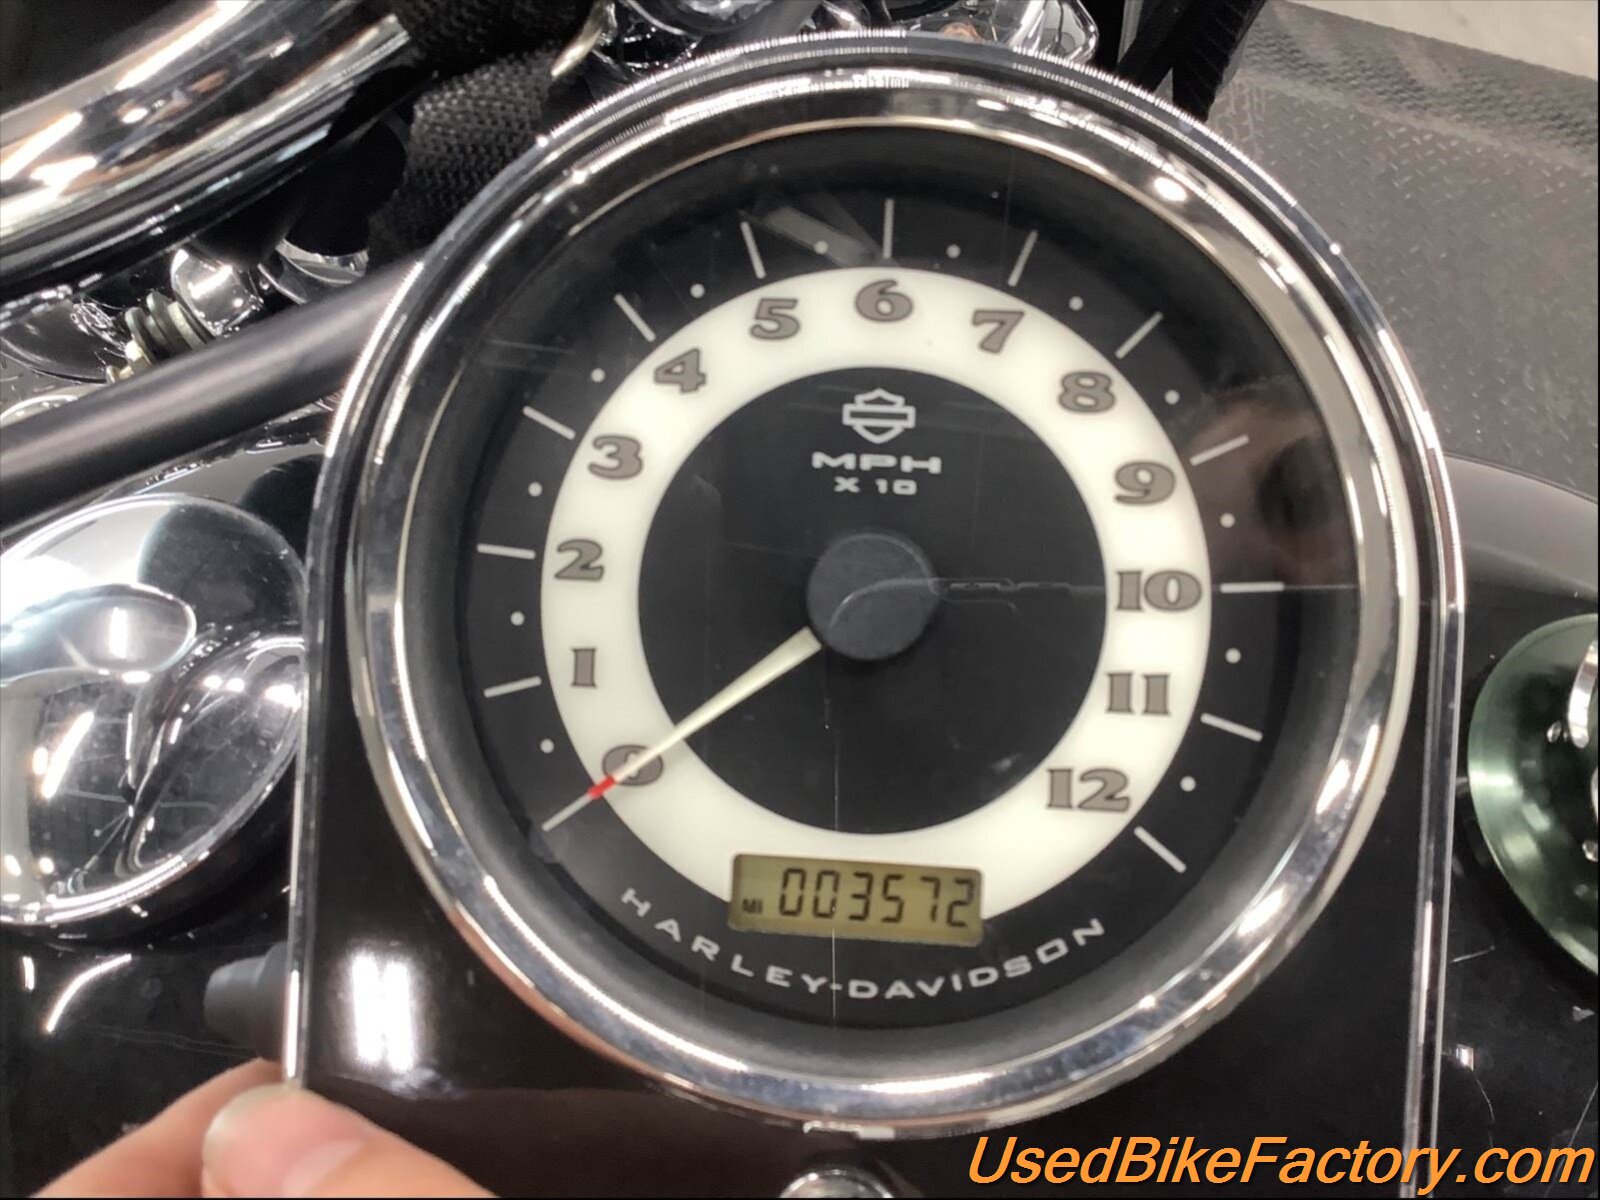 0
1
2
3
4
5
6
7
8
9
10
11
12
MPH
X 10
MI 003572
HARLEY-DAVIDSON
UsedBikeFactory.com